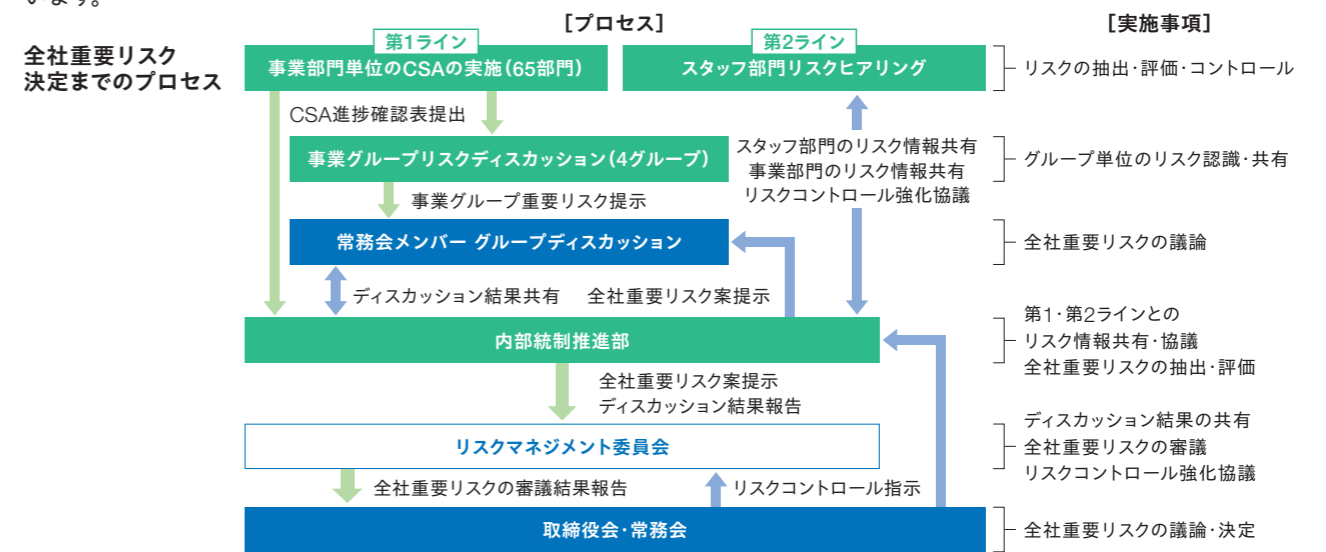 います。
全社重要リスク
決定までのプロセス
［プロセス］
［実施事項］
第1ライン
事業部門単位のCSAの実施（65部門）
第2ライン
スタッフ部門リスクヒアリング
リスクの抽出・評価・コントロール
CSA進捗確認表提出
事業グループリスクディスカッション（4グループ）
スタッフ部門のリスク情報共有
事業部門のリスク情報共有
リスクコントロール強化協議
グループ単位のリスク認識・共有
事業グループ重要リスク提示
常務会メンバー グループディスカッション
全社重要リスクの議論
ディスカッション結果共有
全社重要リスク案提示
内部統制推進部
第1・第2ラインとの
リスク情報共有・協議
全社重要リスクの抽出・評価
全社重要リスク案提示
ディスカッション結果報告
リスクマネジメント委員会
ディスカッション結果の共有
全社重要リスクの審議
リスクコントロール強化協議
全社重要リスクの審議結果報告
リスクコントロール指示
取締役会・常務会
全社重要リスクの議論・決定